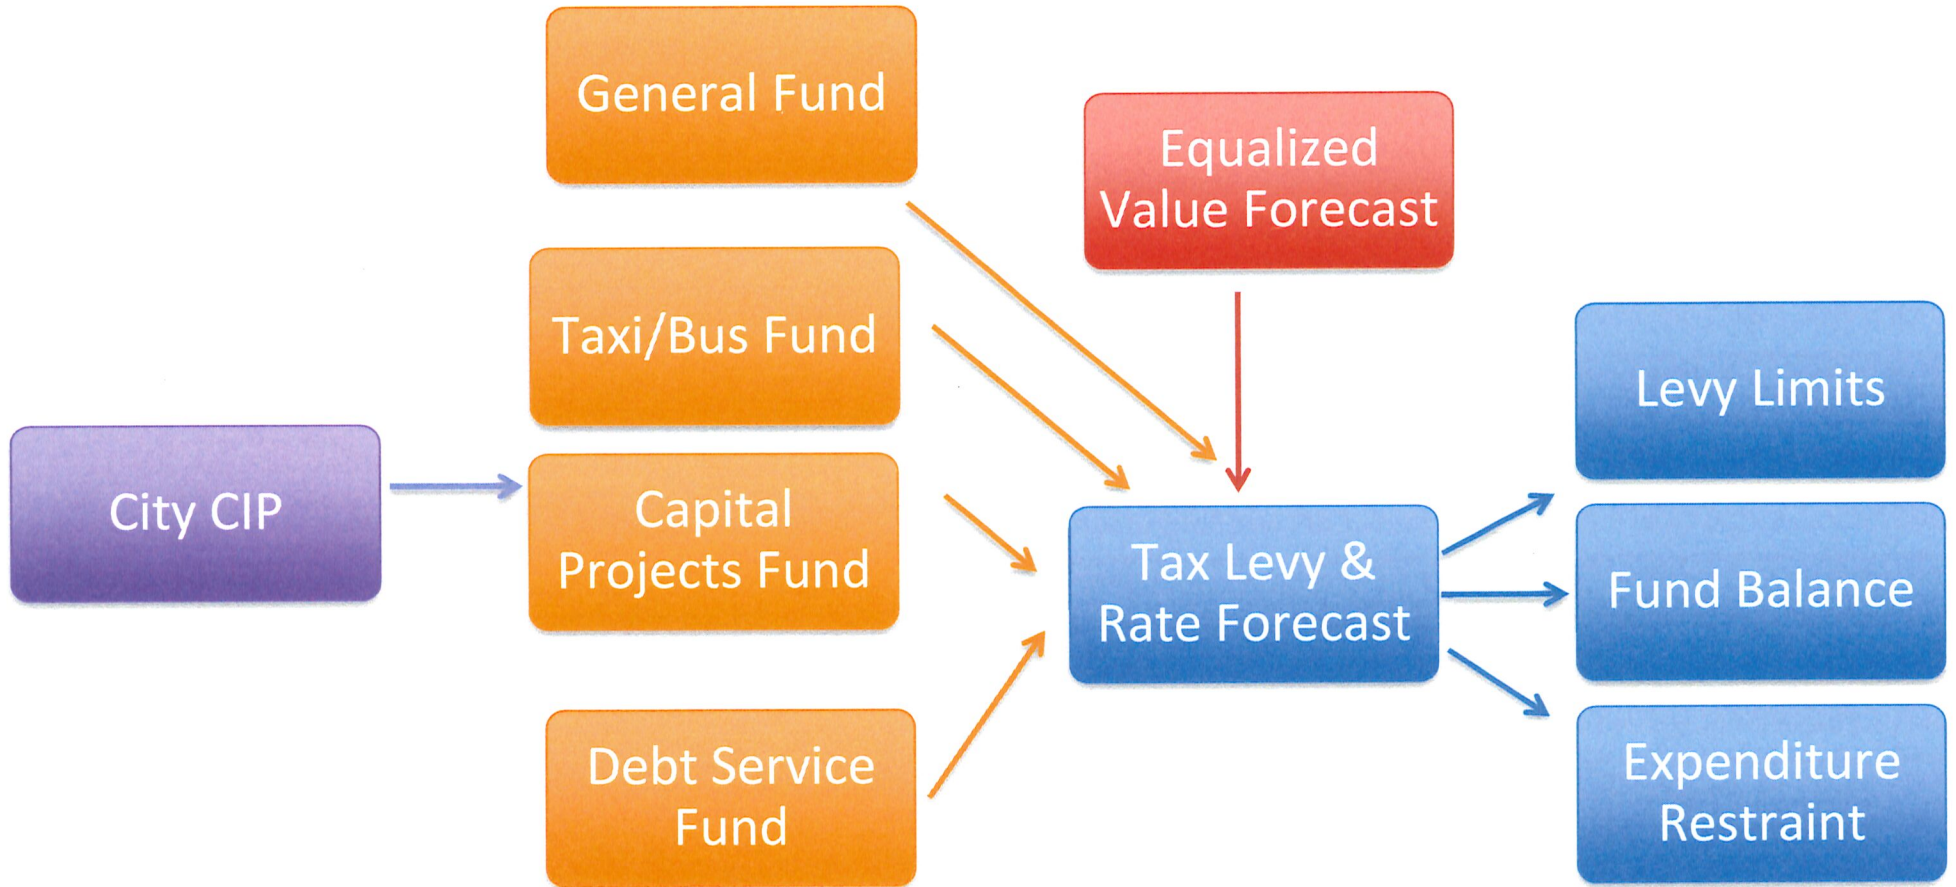 General Fund
Equalized
Value Forecast
Taxi/Bus Fund
Levy Limits
City CIP
Capital
Projects Fund
Tax Levy &
Rate Forecast
Fund Balance
Debt Service
Fund
Expenditure
Restraint